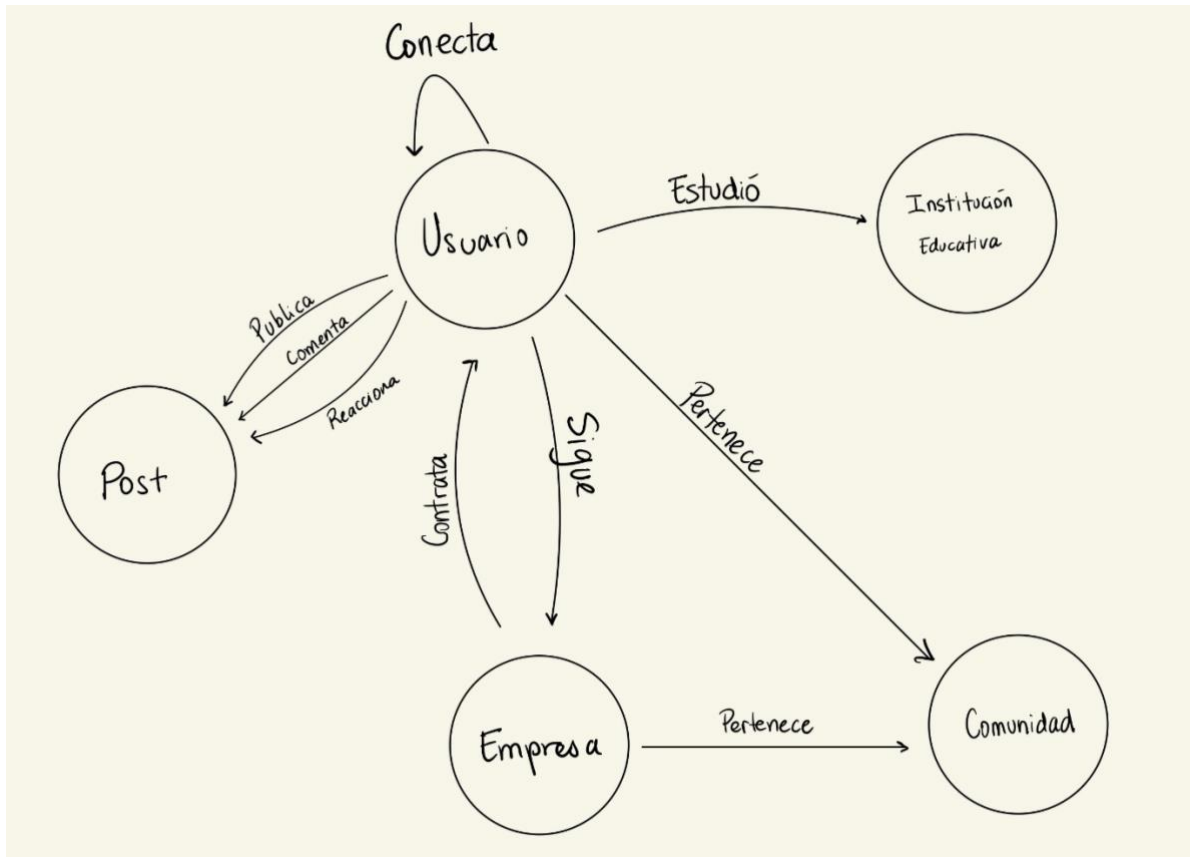 Conecta
Usuario
Estudió
Institución
Educativa
Publica
Comenta
Reacciona
Post
Contrata
Sigue
Pertenece
Empresa
Pertenece
Comunidad